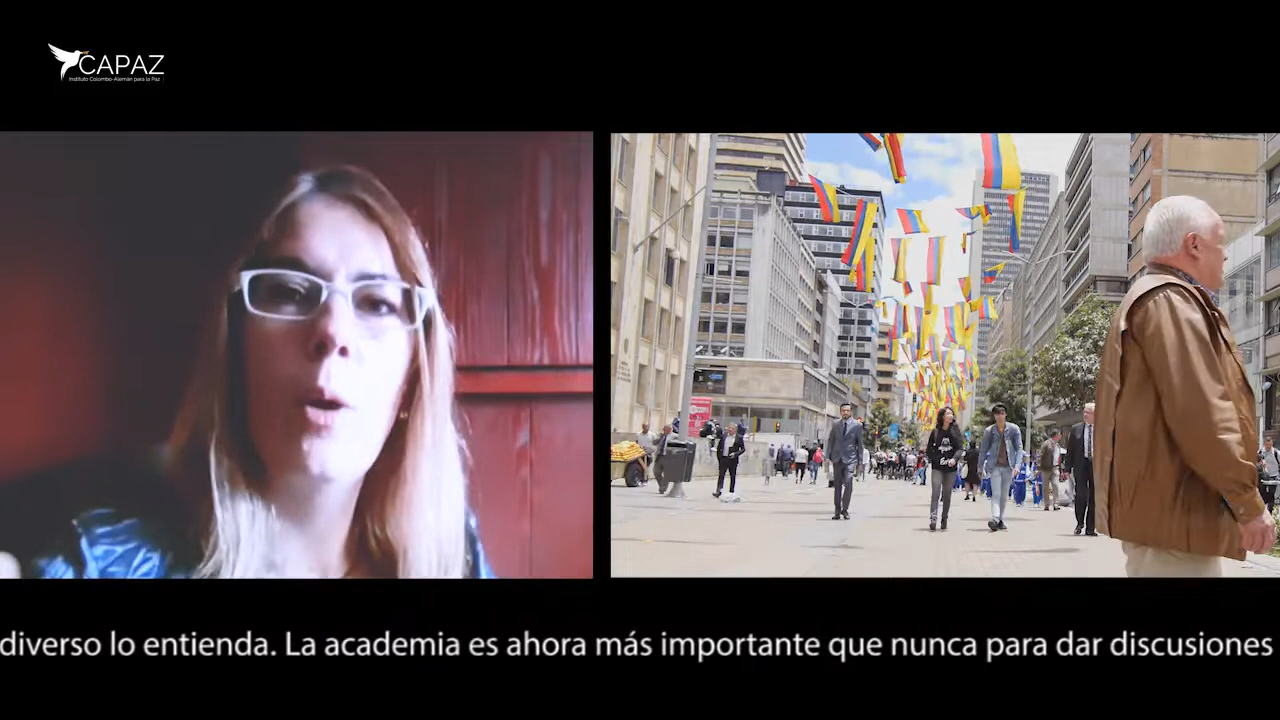 CAPAZ
Instituto Colombo-Alemán para la Paz
diverso lo entienda. La academia es ahora más importante que nunca para dar discusiones